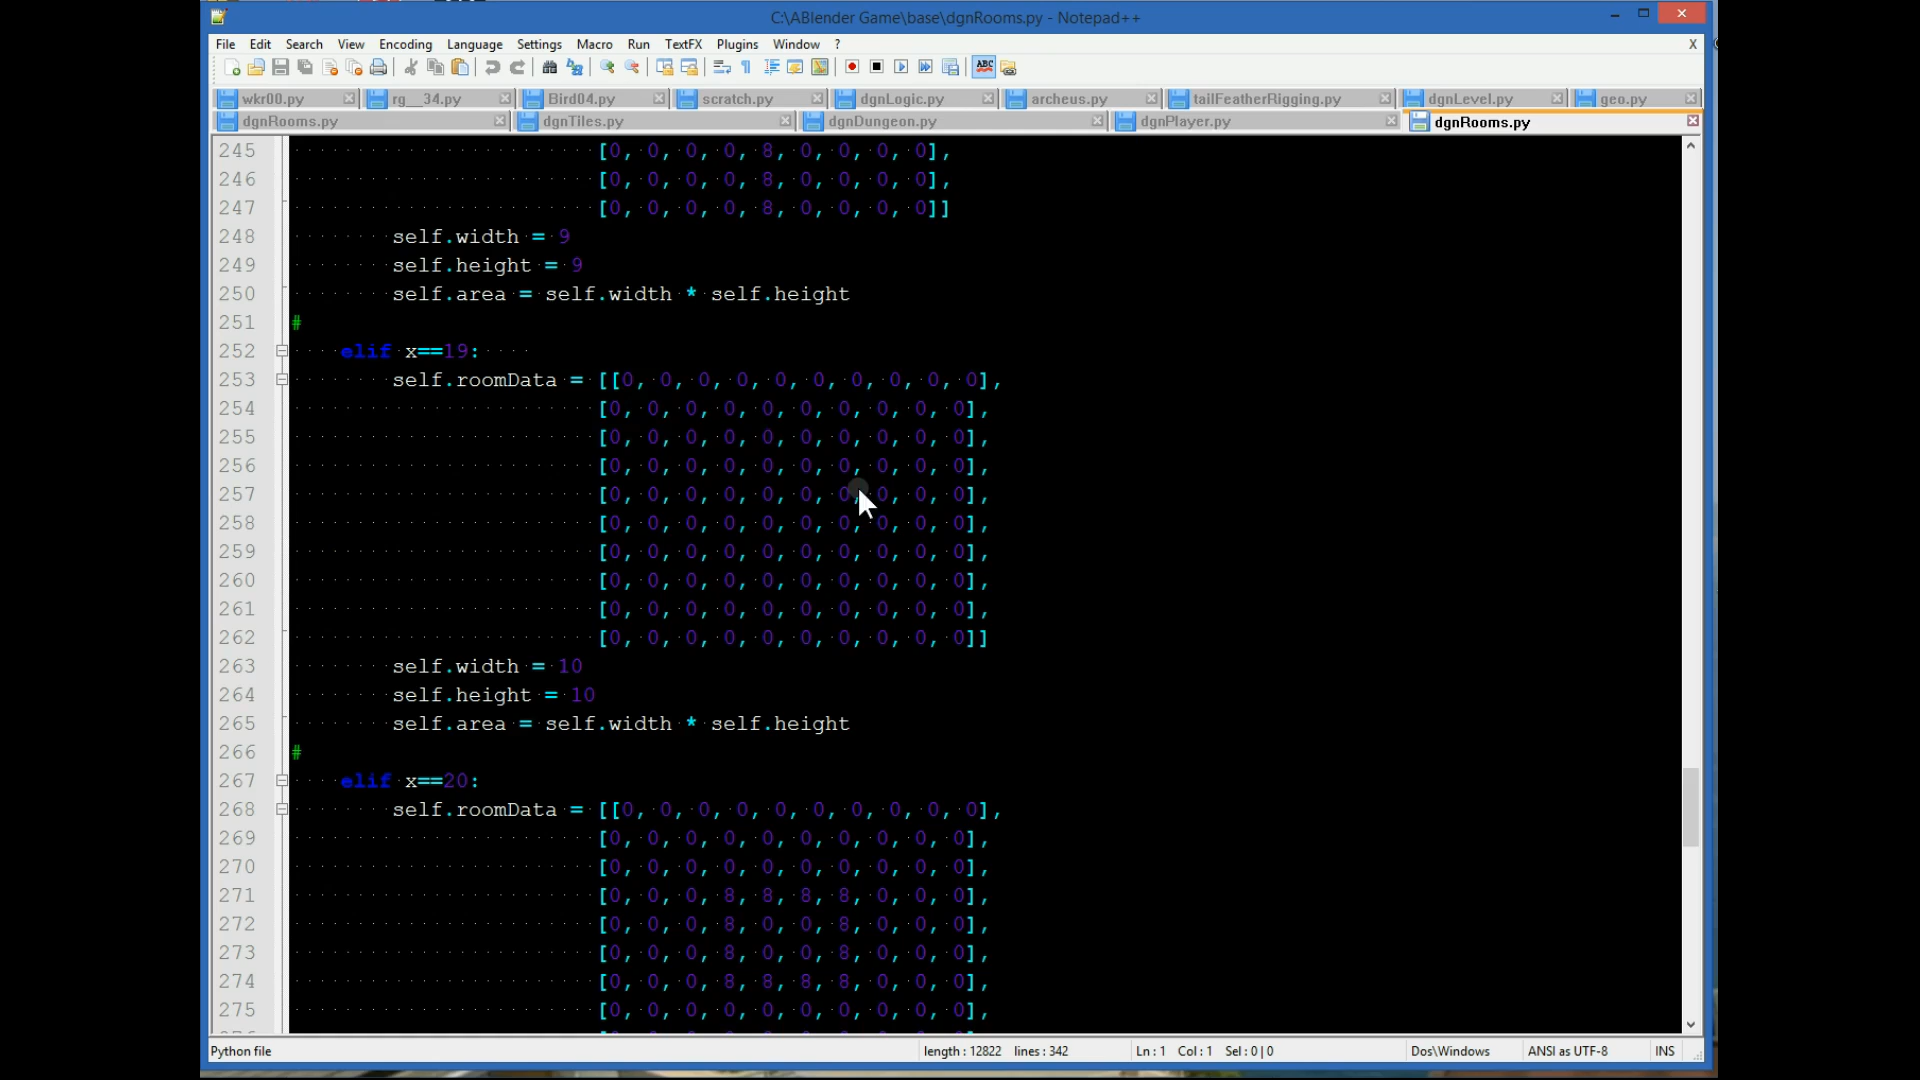 C:\ABlender Game\base\dgnRooms.py - Notepad++
File Edit Search View Encoding Language Settings Macro Run TextFX Plugins Window ? X
ABC
wkr00.py rg__34.py Bird04.py scratch.py dgnLogic.py archeus.py tailFeatherRigging.py dgnLevel.py geo.py
dgnRooms.py dgnTiles.py dgnDungeon.py dgnPlayer.py dgnRooms.py
245 [0, 0, 0, 0, 8, 0, 0, 0, 0],
246 [0, 0, 0, 0, 8, 0, 0, 0, 0],
247 [0, 0, 0, 0, 8, 0, 0, 0, 0]]
248 self.width = 9
249 self.height = 9
250 self.area = self.width * self.height
251 #
252 elif x==19:
253 self.roomData = [[0, 0, 0, 0, 0, 0, 0, 0, 0, 0],
254 [0, 0, 0, 0, 0, 0, 0, 0, 0, 0],
255 [0, 0, 0, 0, 0, 0, 0, 0, 0, 0],
256 [0, 0, 0, 0, 0, 0, 0, 0, 0, 0],
257 [0, 0, 0, 0, 0, 0, 0, 0, 0, 0],
258 [0, 0, 0, 0, 0, 0, 0, 0, 0, 0],
259 [0, 0, 0, 0, 0, 0, 0, 0, 0, 0],
260 [0, 0, 0, 0, 0, 0, 0, 0, 0, 0],
261 [0, 0, 0, 0, 0, 0, 0, 0, 0, 0],
262 [0, 0, 0, 0, 0, 0, 0, 0, 0, 0]]
263 self.width = 10
264 self.height = 10
265 self.area = self.width * self.height
266 #
267 elif x==20:
268 self.roomData = [[0, 0, 0, 0, 0, 0, 0, 0, 0, 0],
269 [0, 0, 0, 0, 0, 0, 0, 0, 0, 0],
270 [0, 0, 0, 0, 0, 0, 0, 0, 0, 0],
271 [0, 0, 0, 8, 8, 8, 8, 0, 0, 0],
272 [0, 0, 0, 8, 0, 0, 8, 0, 0, 0],
273 [0, 0, 0, 8, 0, 0, 8, 0, 0, 0],
274 [0, 0, 0, 8, 8, 8, 8, 0, 0, 0],
275 [0, 0, 0, 0, 0, 0, 0, 0, 0, 0],
Python file length : 12822 lines : 342 Ln : 1 Col : 1 Sel : 0 | 0 Dos\Windows ANSI as UTF-8 INS